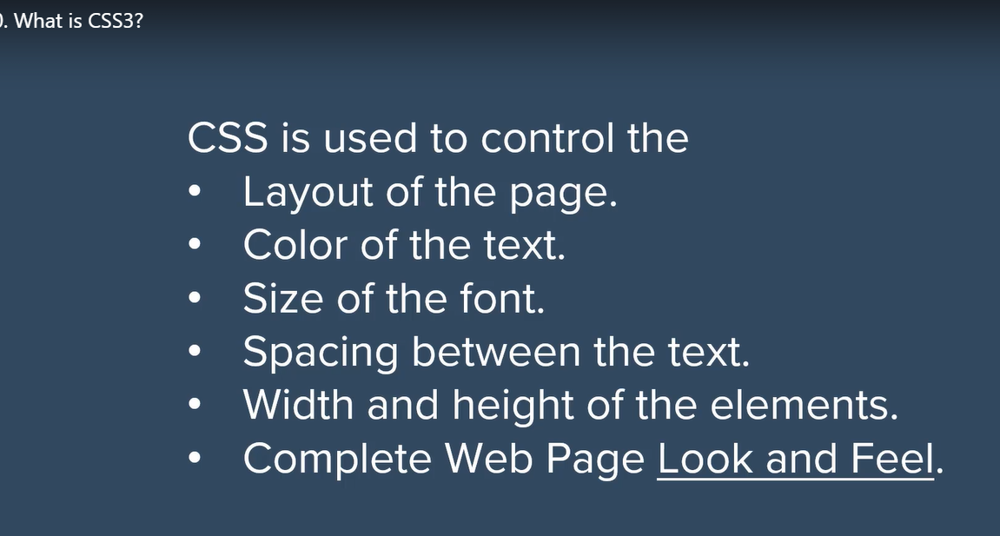 . What is CSS3?
CSS is used to control the
• Layout of the page.
• Color of the text.
• Size of the font.
• Spacing between the text.
• Width and height of the elements.
• Complete Web Page Look and Feel.